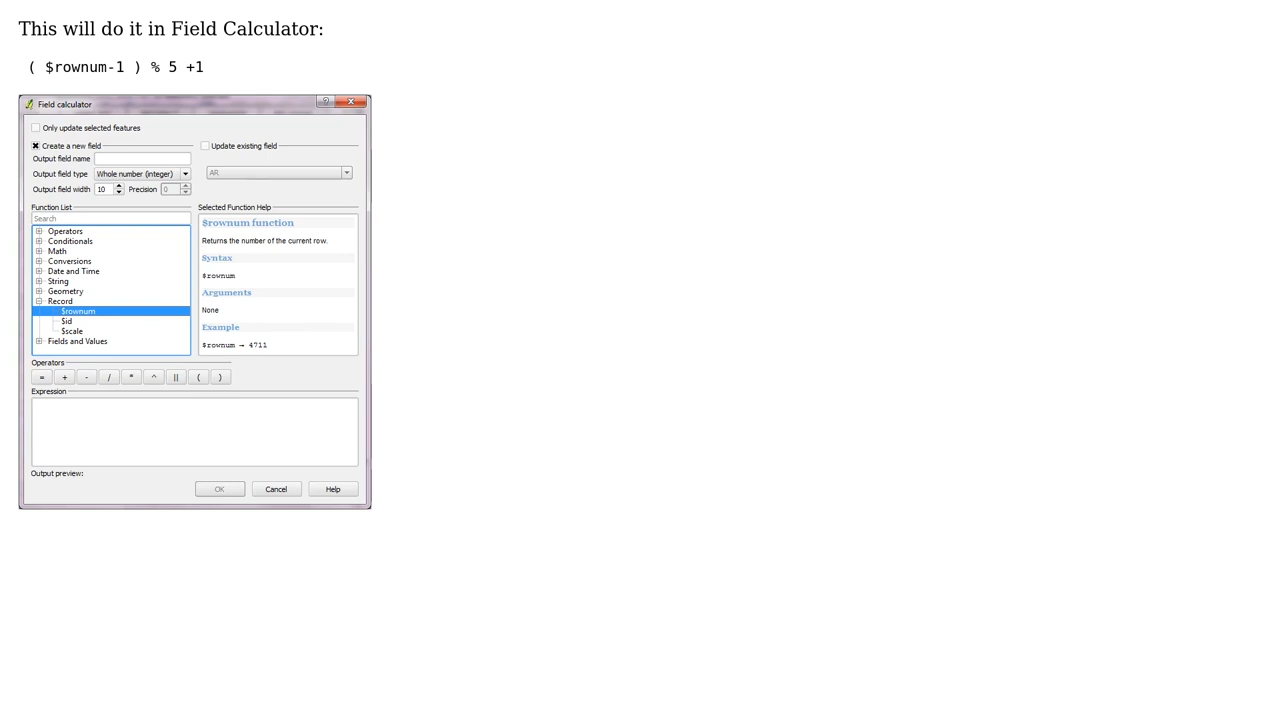 This will do it in Field Calculator:
( $rownum-1 ) % 5 +1
Field calculator
?
Only update selected features
Create a new field
Update existing field
Output field name
Output field type Whole number (integer)
AR
Output field width 10 Precision 0
Function List
Selected Function Help
Search
Operators
Conditionals
Math
Conversions
Date and Time
String
Geometry
Record
$rownum
$id
$scale
Fields and Values
$rownum function
Returns the number of the current row.
Syntax
$rownum
Arguments
None
Example
$rownum → 4711
Operators
= + - / * ^ || ( )
Expression
Output preview:
OK Cancel Help